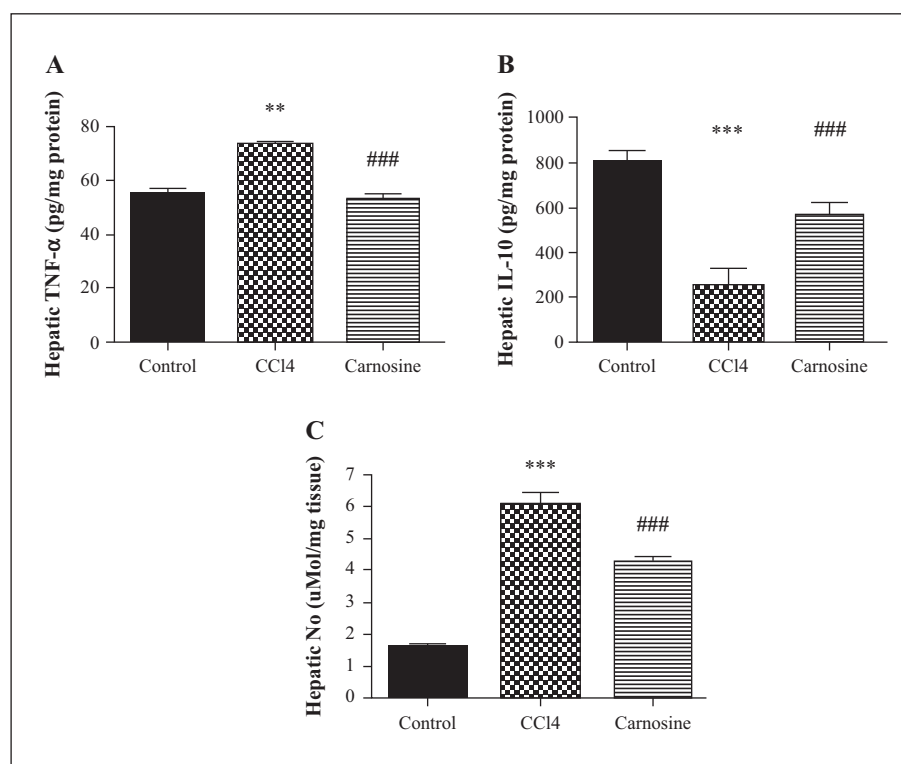 A
Hepatic TNF-α (pg/mg protein)
80
60
40
20
0
**
###
Control CCl4 Carnosine
B
Hepatic IL-10 (pg/mg protein)
1000
800
600
400
200
0
***
###
Control CCl4 Carnosine
C
Hepatic No (uMol/mg tissue)
7
6
5
4
3
2
1
0
***
###
Control CCl4 Carnosine